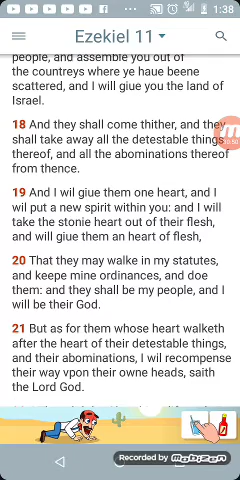 1:38
Ezekiel 11
people, and assemble you out of
the countreys where ye haue beene
scattered, and I will giue you the land of
Israel.
18 And they shall come thither, and they
shall take away all the detestable things
thereof, and all the abominations thereof
from thence.
19 And I wil giue them one heart, and I
wil put a new spirit within you: and I will
take the stonie heart out of their flesh,
and will giue them an heart of flesh,
20 That they may walke in my statutes,
and keepe mine ordinances, and doe
them: and they shall be my people, and I
will be their God.
21 But as for them whose heart walketh
after the heart of their detestable things,
and their abominations, I wil recompense
their way vpon their owne heads, saith
the Lord God.
Recorded by mobizen